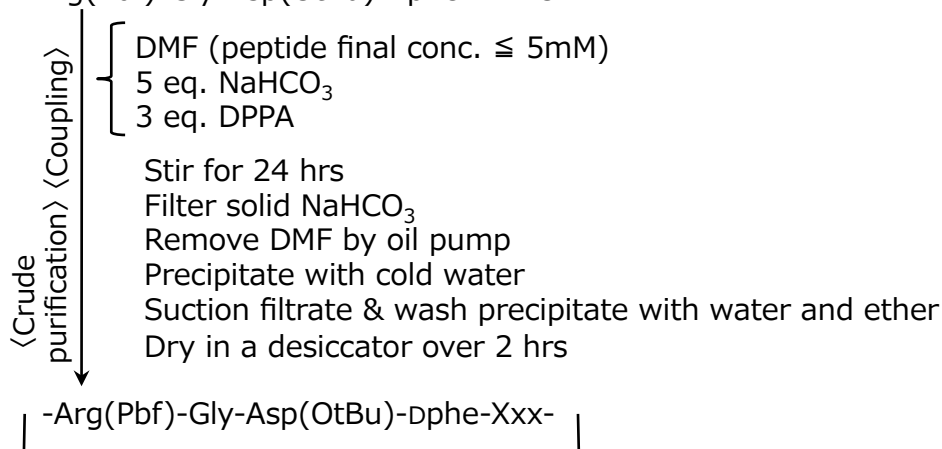 DMF (peptide final conc. ≦ 5mM)
5 eq. NaHCO₃
3 eq. DPPA
〈Coupling〉
Stir for 24 hrs
Filter solid NaHCO₃
Remove DMF by oil pump
Precipitate with cold water
Suction filtrate & wash precipitate with water and ether
Dry in a desiccator over 2 hrs
〈Crude
purification〉
-Arg(Pbf)-Gly-Asp(OtBu)-Dphe-Xxx-